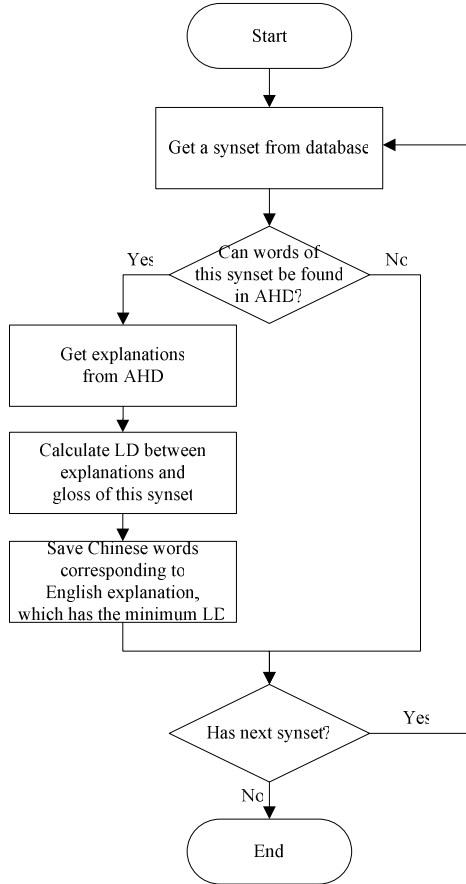 Start
Get a synset from database
Can words of
this synset be found
in AHD?
Yes
No
Get explanations
from AHD
Calculate LD between
explanations and
gloss of this synset
Save Chinese words
corresponding to
English explanation,
which has the minimum LD
Has next synset?
Yes
No
End